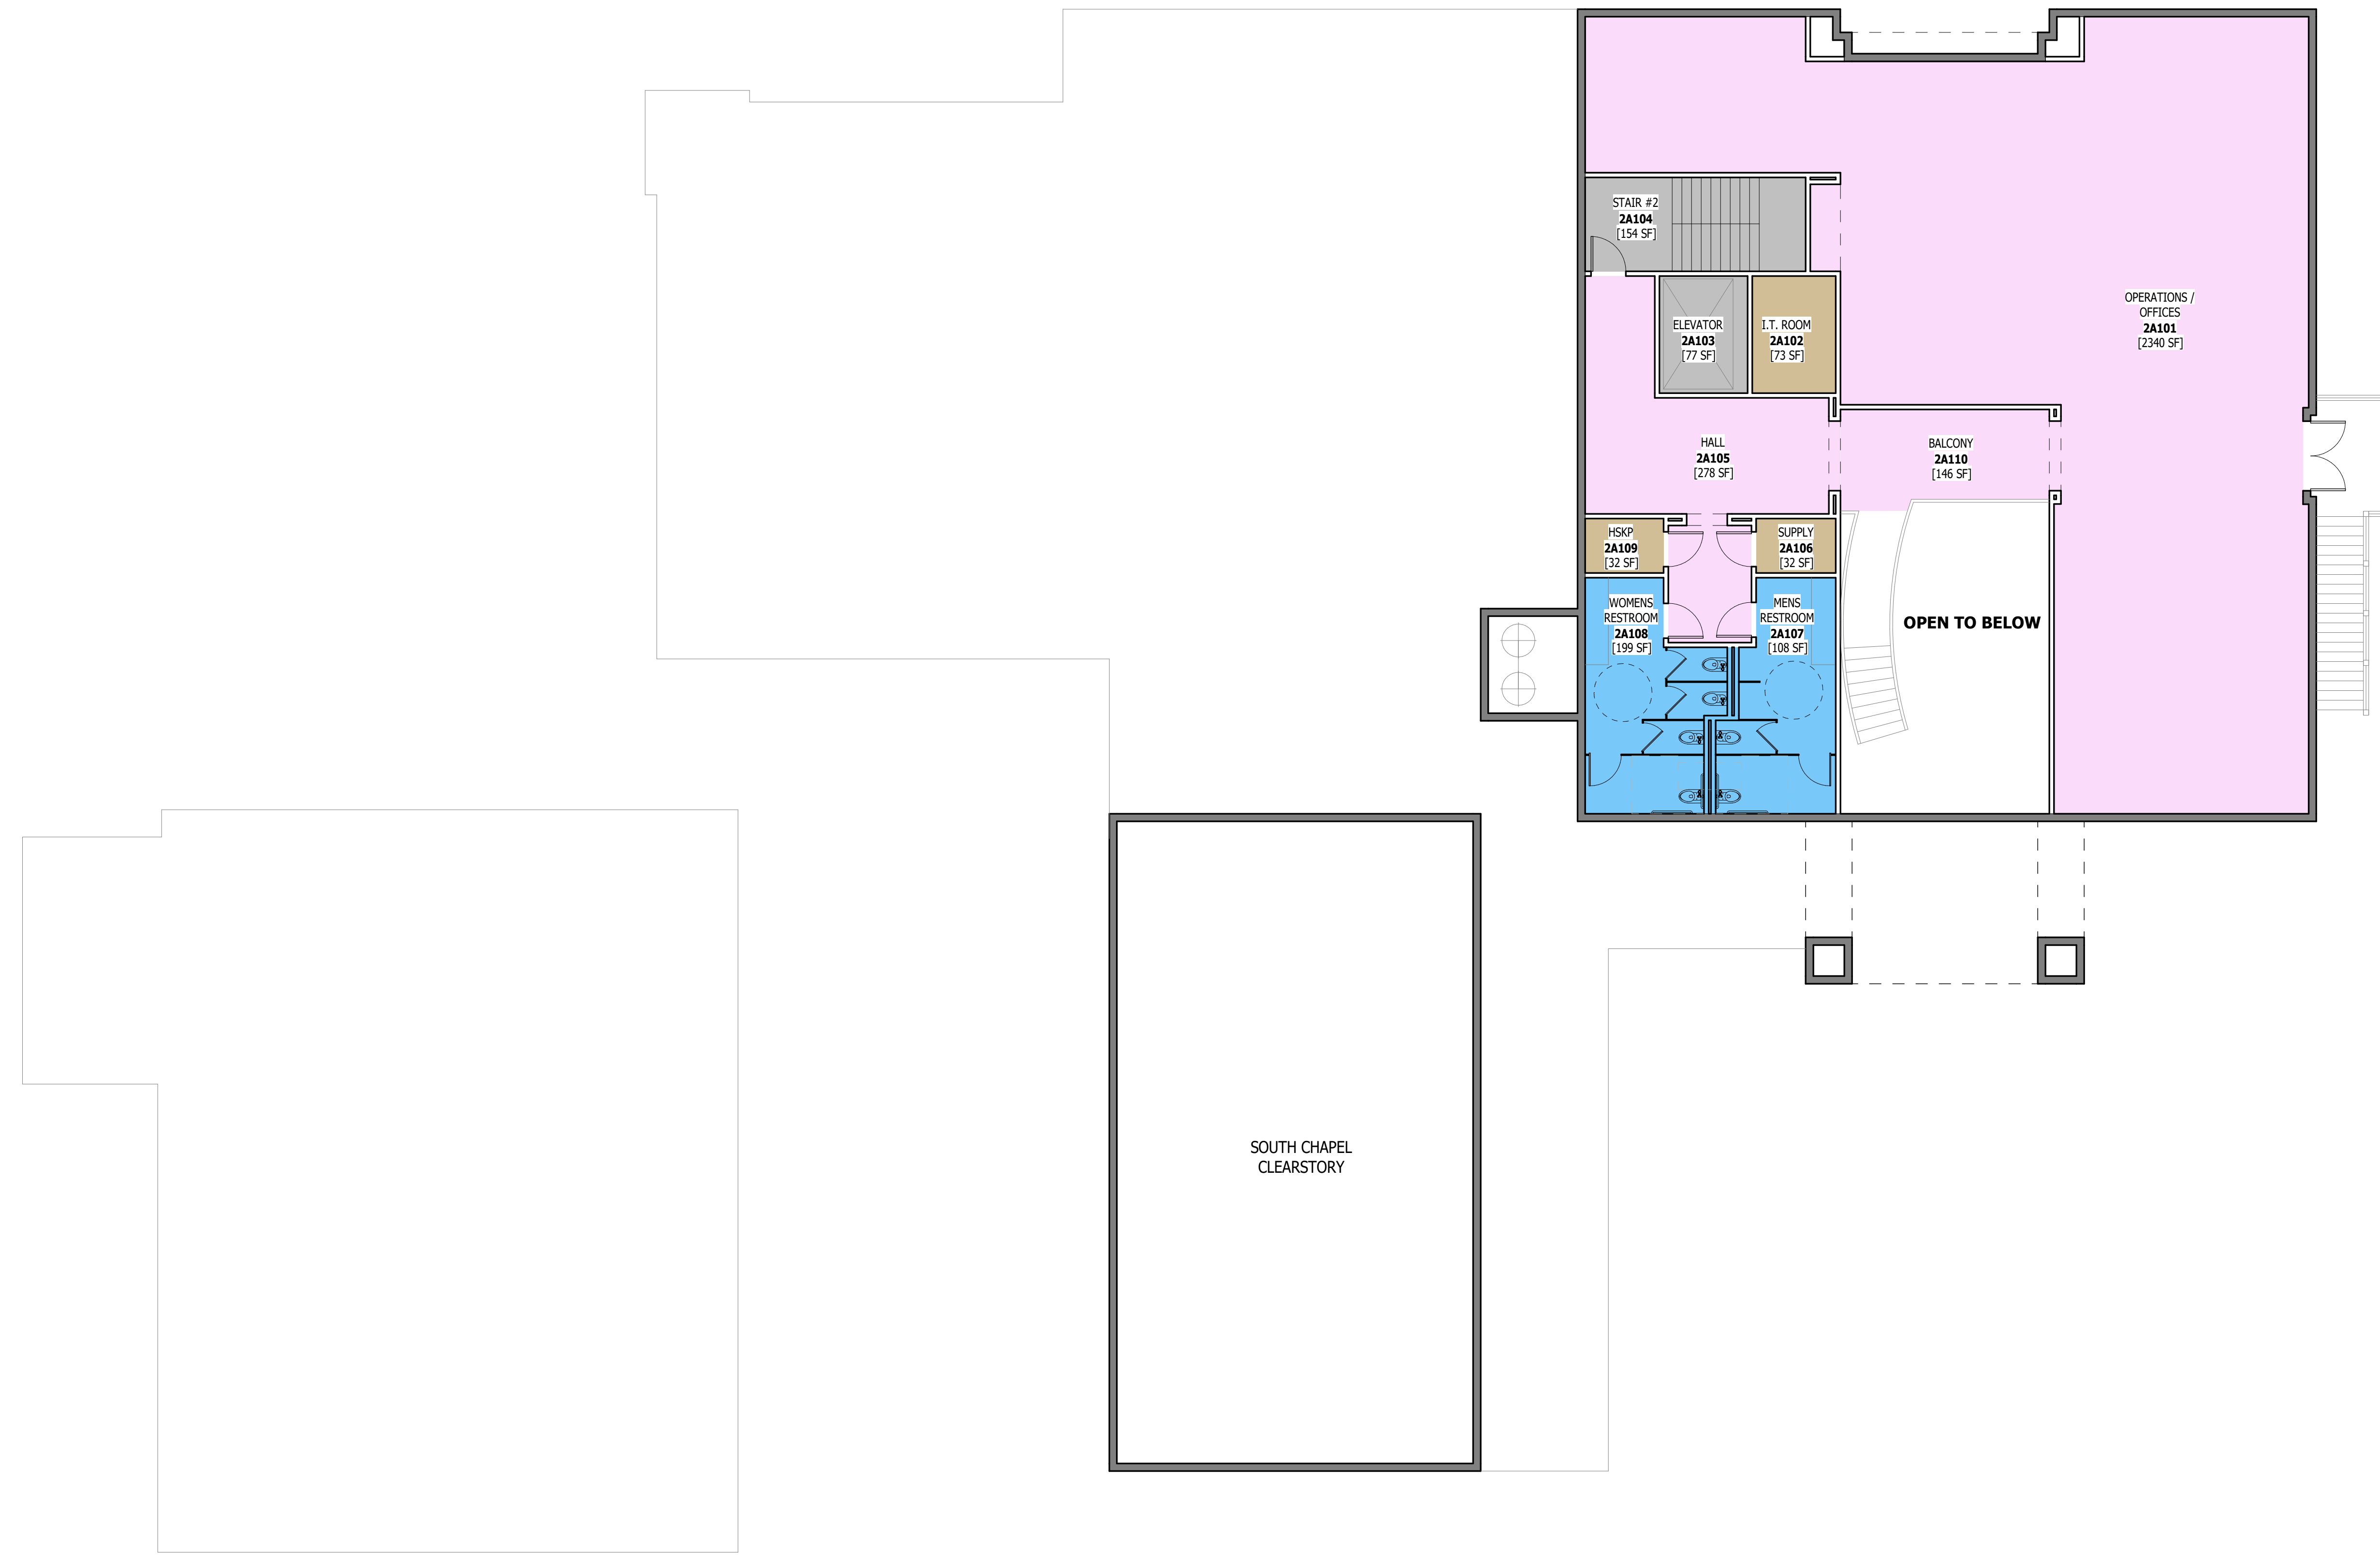 STAIR #2
2A104
[154 SF]
OPERATIONS /
OFFICES
2A101
[2340 SF]
ELEVATOR
2A103
[77 SF]
I.T. ROOM
2A102
[73 SF]
HALL
2A105
[278 SF]
BALCONY
2A110
[146 SF]
HSKP
2A109
[32 SF]
SUPPLY
2A106
[32 SF]
WOMENS
RESTROOM
2A108
[199 SF]
MENS
RESTROOM
2A107
[108 SF]
OPEN TO BELOW
SOUTH CHAPEL
CLEARSTORY